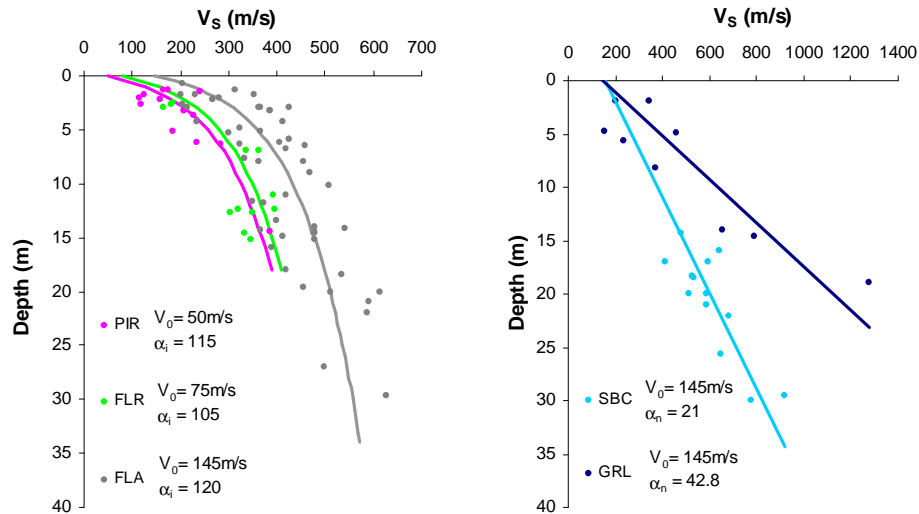 V_S (m/s)
0 100 200 300 400 500 600 700
0
5
10
15
20
25
30
35
40
Depth (m)
PIR V_0= 50m/s
α_i = 115
FLR V_0= 75m/s
α_i = 105
FLA V_0= 145m/s
α_i = 120
V_S (m/s)
0 200 400 600 800 1000 1200 1400
0
5
10
15
20
25
30
35
40
Depth (m)
SBC V_0= 145m/s
α_n = 21
GRL V_0= 145m/s
α_n = 42.8